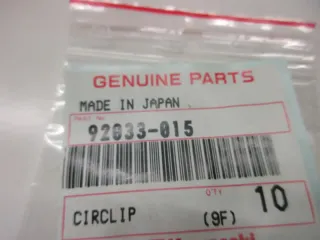 GENUINE PARTS
MADE IN JAPAN
PART NO.
92033-015
QTY 10
CIRCLIP (9F)